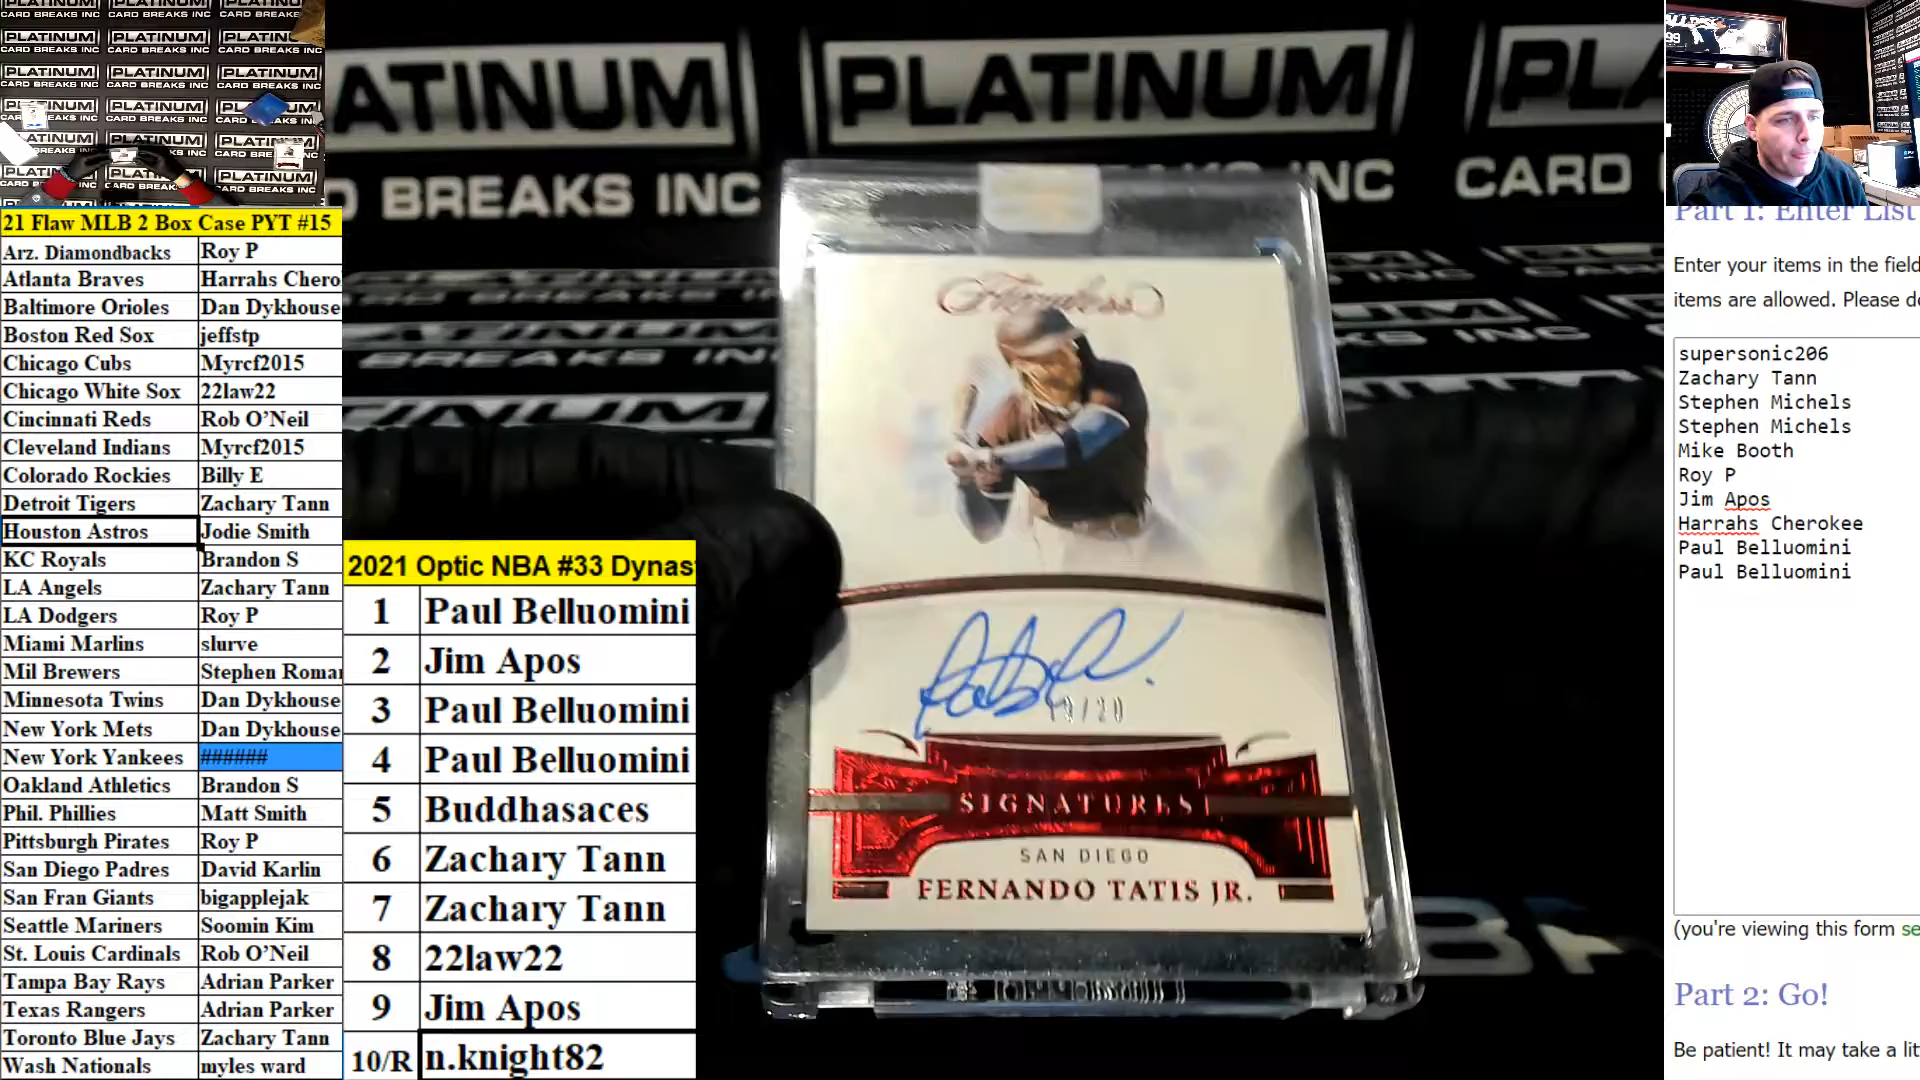 21 Flaw MLB 2 Box Case PYT #15
Arz. Diamondbacks Roy P
Atlanta Braves Harrahs Chero
Baltimore Orioles Dan Dykhouse
Boston Red Sox jeffstp
Chicago Cubs Myrcf2015
Chicago White Sox 22law22
Cincinnati Reds Rob O’Neil
Cleveland Indians Myrcf2015
Colorado Rockies Billy E
Detroit Tigers Zachary Tann
Houston Astros Jodie Smith
KC Royals Brandon S
LA Angels Zachary Tann
LA Dodgers Roy P
Miami Marlins slurve
Mil Brewers Stephen Roma
Minnesota Twins Dan Dykhouse
New York Mets Dan Dykhouse
New York Yankees ######
Oakland Athletics Brandon S
Phil. Phillies Matt Smith
Pittsburgh Pirates Roy P
San Diego Padres David Karlin
San Fran Giants bigapplejak
Seattle Mariners Soomin Kim
St. Louis Cardinals Rob O’Neil
Tampa Bay Rays Adrian Parker
Texas Rangers Adrian Parker
Toronto Blue Jays Zachary Tann
Wash Nationals myles ward
2021 Optic NBA #33 Dynas
1 Paul Belluomini
2 Jim Apos
3 Paul Belluomini
4 Paul Belluomini
5 Buddhasaces
6 Zachary Tann
7 Zachary Tann
8 22law22
9 Jim Apos
10/R n.knight82
ATINUM PLATINUM PLA
D BREAKS INC CARD BREAKS INC CARD
Flawless
SIGNATURES
SAN DIEGO
FERNANDO TATIS JR.
Part 1: Enter List
Enter your items in the field
items are allowed. Please d
supersonic206
Zachary Tann
Stephen Michels
Stephen Michels
Mike Booth
Roy P
Jim Apos
Harrahs Cherokee
Paul Belluomini
Paul Belluomini
(you're viewing this form se
Part 2: Go!
Be patient! It may take a lit